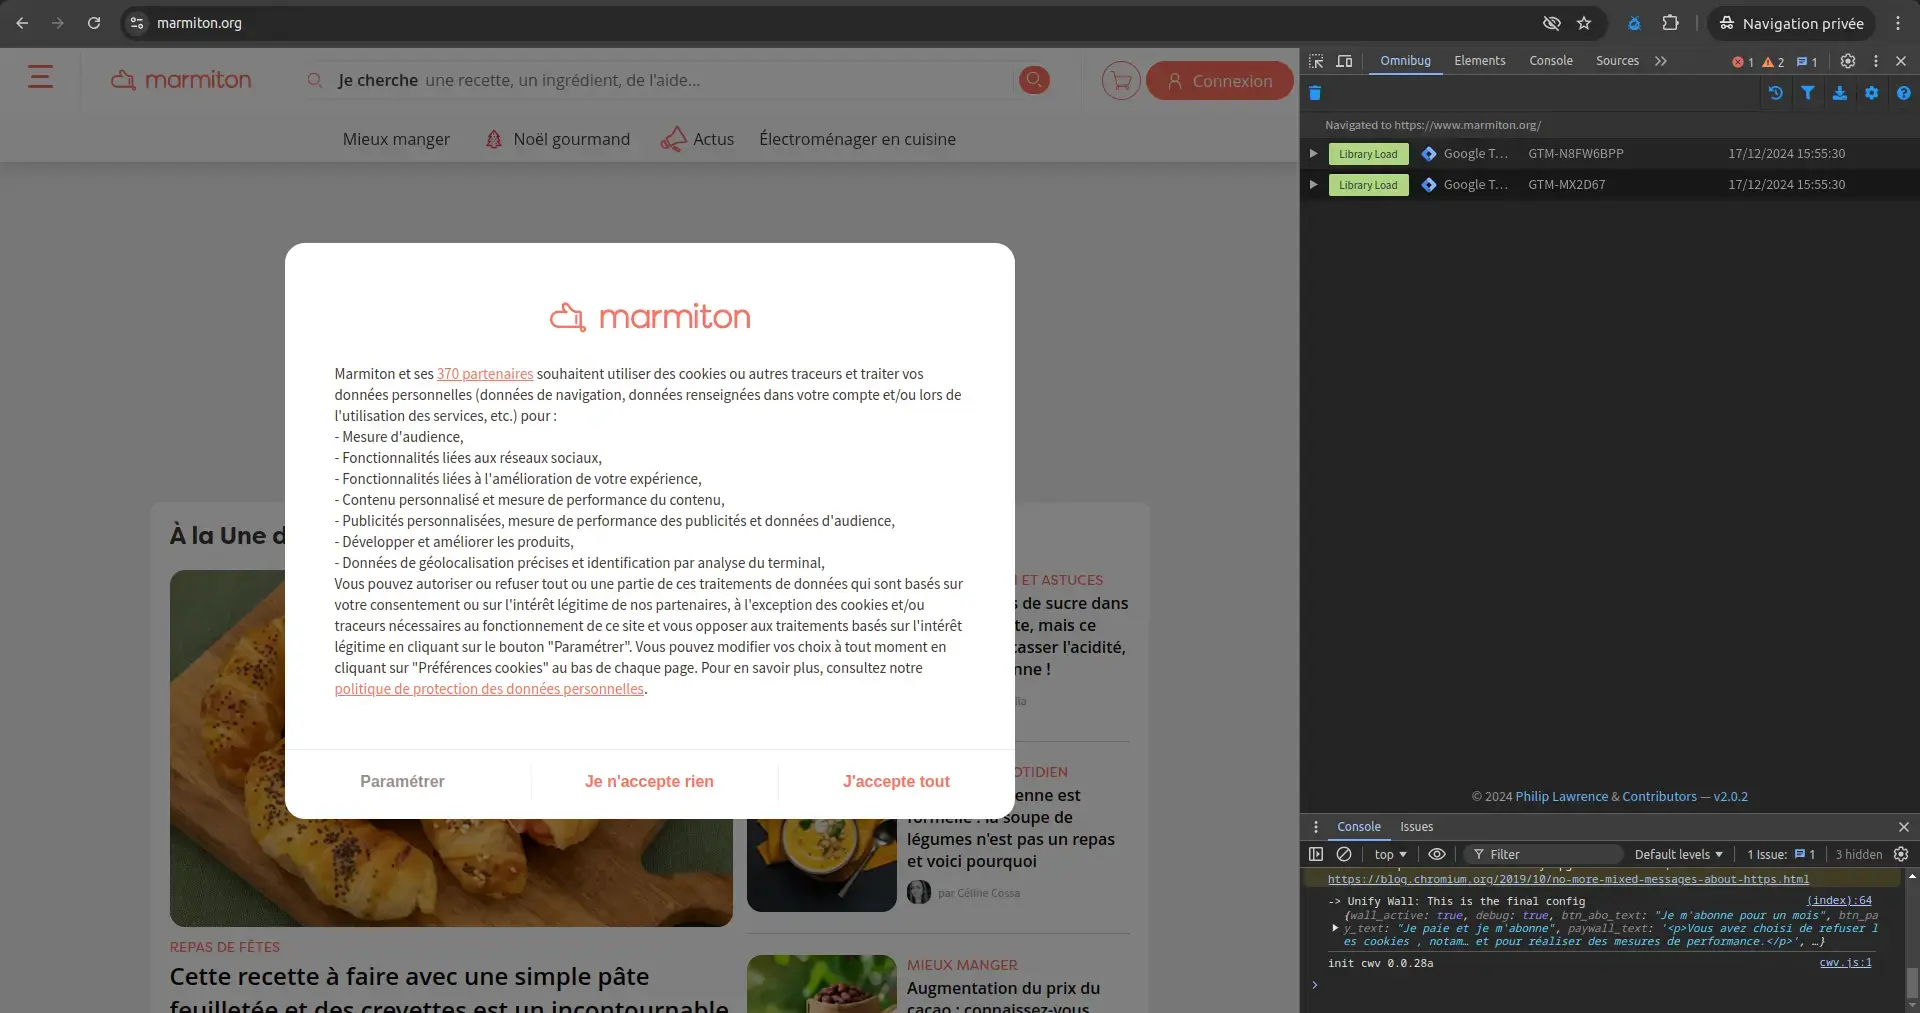 marmiton.org
Navigation privée
marmiton
Je cherche une recette, un ingrédient, de l'aide...
Connexion
Mieux manger
Noël gourmand
Actus
Électroménager en cuisine
À la Une d
marmiton
Marmiton et ses 370 partenaires souhaitent utiliser des cookies ou autres traceurs et traiter vos
données personnelles (données de navigation, données renseignées dans votre compte et/ou lors de
l'utilisation des services, etc.) pour :
- Mesure d'audience,
- Fonctionnalités liées aux réseaux sociaux,
- Fonctionnalités liées à l'amélioration de votre expérience,
- Contenu personnalisé et mesure de performance du contenu,
- Publicités personnalisées, mesure de performance des publicités et données d'audience,
- Développer et améliorer les produits,
- Données de géolocalisation précises et identification par analyse du terminal,
Vous pouvez autoriser ou refuser tout ou une partie de ces traitements de données qui sont basés sur
votre consentement ou sur l'intérêt légitime de nos partenaires, à l'exception des cookies et/ou
traceurs nécessaires au fonctionnement de ce site et vous opposer aux traitements basés sur l'intérêt
légitime en cliquant sur le bouton "Paramétrer". Vous pouvez modifier vos choix à tout moment en
cliquant sur "Préférences cookies" au bas de chaque page. Pour en savoir plus, consultez notre
politique de protection des données personnelles.
Paramétrer
Je n'accepte rien
J'accepte tout
ET ASTUCES
s de sucre dans
te, mais ce
casser l'acidité,
nne !
OTIDIEN
enne est
formelle : la soupe de
légumes n'est pas un repas
et voici pourquoi
par Céline Cossa
REPAS DE FÊTES
Cette recette à faire avec une simple pâte
feuilletée et des crevettes est un incontournable
MIEUX MANGER
Augmentation du prix du
cacao : connaissez-vous
Omnibug
Elements
Console
Sources
1
2
1
Navigated to https://www.marmiton.org/
Library Load Google T... GTM-N8FW6BPP 17/12/2024 15:55:30
Library Load Google T... GTM-MX2D67 17/12/2024 15:55:30
© 2024 Philip Lawrence & Contributors — v2.0.2
Console
Issues
top
Filter
Default levels
1 Issue: 1
3 hidden
https://blog.chromium.org/2019/10/no-more-mixed-messages-about-https.html
-> Unify Wall: This is the final config (index):64
{wall_active: true, debug: true, btn_abo_text: "Je m'abonne pour un mois", btn_pa
y_text: "Je paie et je m'abonne", paywall_text: '<p>Vous avez choisi de refuser l
es cookies , notam… et pour réaliser des mesures de performance.</p>', …}
init cwv 0.0.28a cwv.js:1